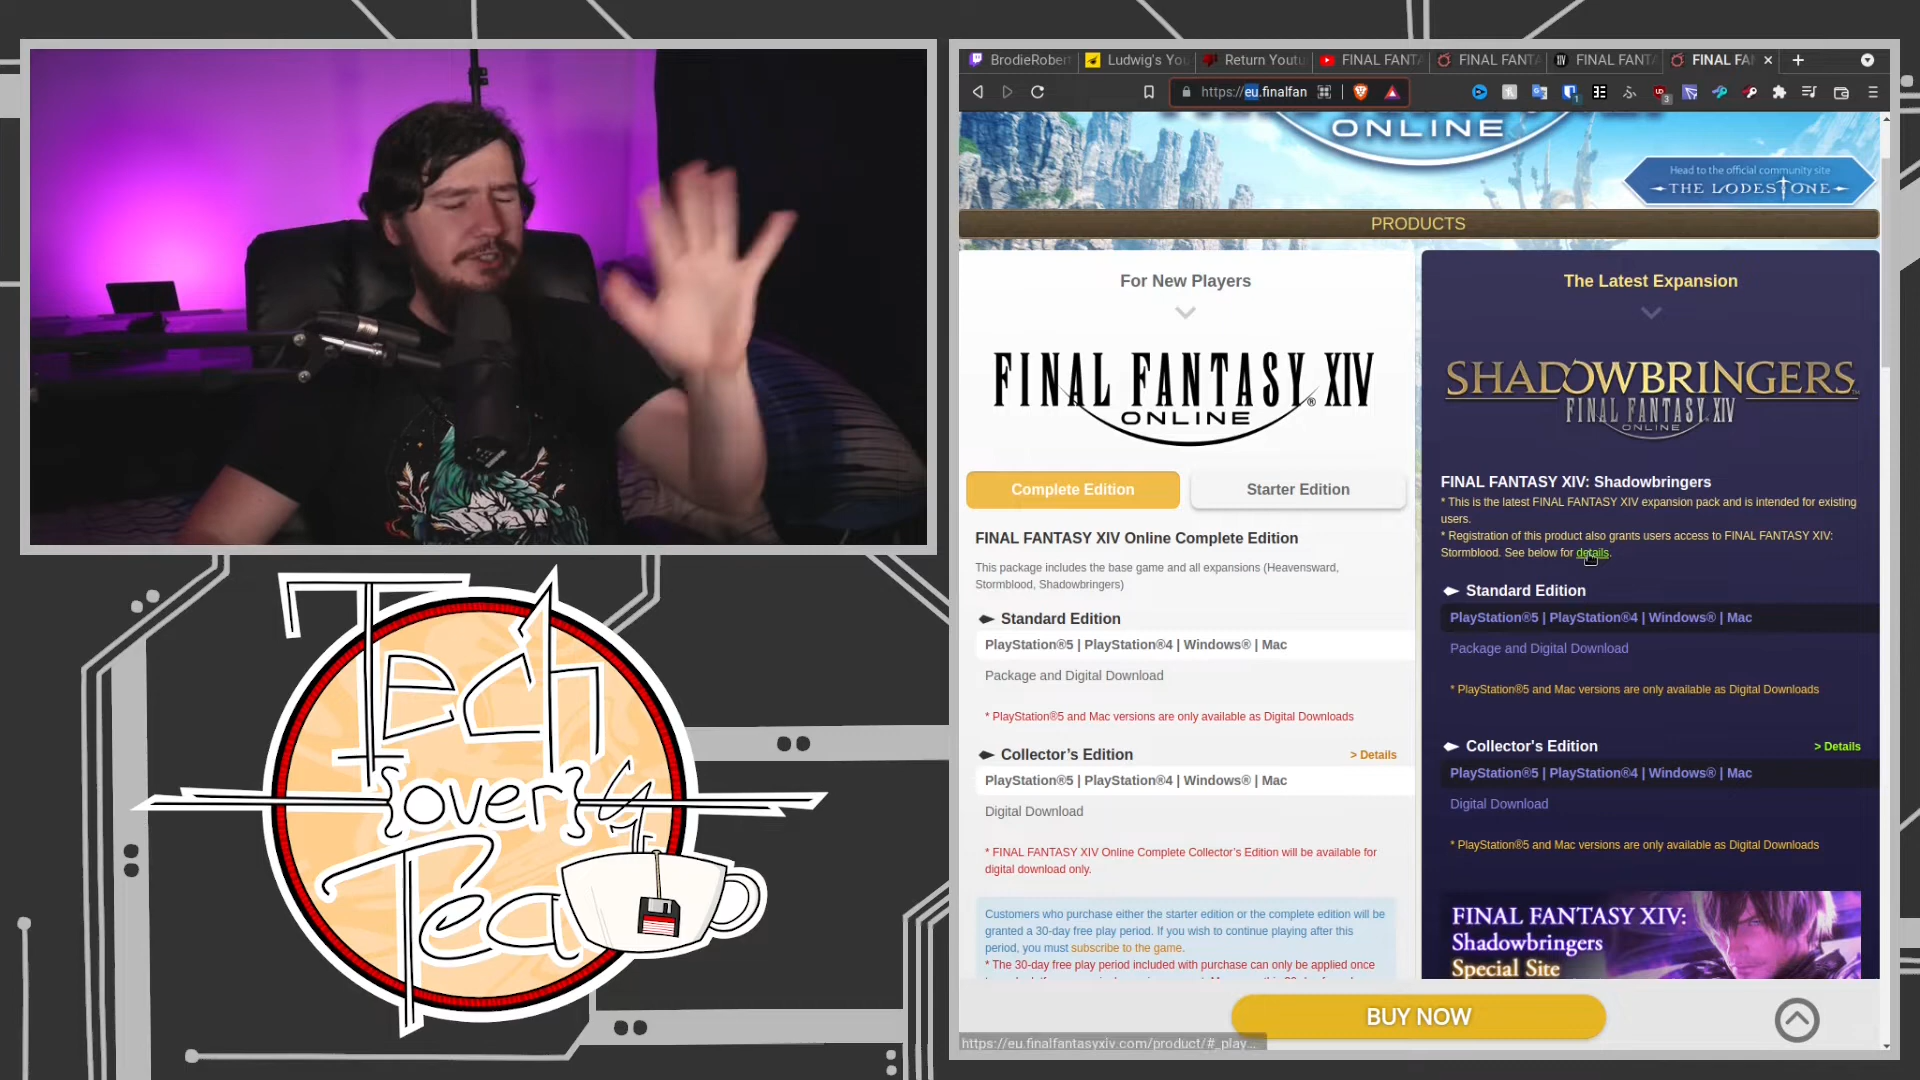 Tech
{over}
Tea
BrodieRober
Ludwig's Yo
Return Youtu
FINAL FANTA
FINAL FANTA
FINAL FANTA
FINAL FA
https://eu.finalfan
ONLINE
Head to the official community site
THE LODESTONE
PRODUCTS
For New Players
FINAL FANTASY XIV
ONLINE
Complete Edition
Starter Edition
FINAL FANTASY XIV Online Complete Edition
This package includes the base game and all expansions (Heavensward,
Stormblood, Shadowbringers)
Standard Edition
PlayStation®5 | PlayStation®4 | Windows® | Mac
Package and Digital Download
* PlayStation®5 and Mac versions are only available as Digital Downloads
Collector’s Edition
> Details
PlayStation®5 | PlayStation®4 | Windows® | Mac
Digital Download
* FINAL FANTASY XIV Online Complete Collector’s Edition will be available for
digital download only.
Customers who purchase either the starter edition or the complete edition will be
granted a 30-day free play period. If you wish to continue playing after this
period, you must subscribe to the game.
* The 30-day free play period included with purchase can only be applied once
The Latest Expansion
SHADOWBRINGERS
FINAL FANTASY XIV
ONLINE
FINAL FANTASY XIV: Shadowbringers
* This is the latest FINAL FANTASY XIV expansion pack and is intended for existing
users.
* Registration of this product also grants users access to FINAL FANTASY XIV:
Stormblood. See below for details.
Standard Edition
PlayStation®5 | PlayStation®4 | Windows® | Mac
Package and Digital Download
* PlayStation®5 and Mac versions are only available as Digital Downloads
Collector's Edition
> Details
PlayStation®5 | PlayStation®4 | Windows® | Mac
Digital Download
* PlayStation®5 and Mac versions are only available as Digital Downloads
FINAL FANTASY XIV:
Shadowbringers
Special Site
BUY NOW
https://eu.finalfantasyxiv.com/product/#_play...